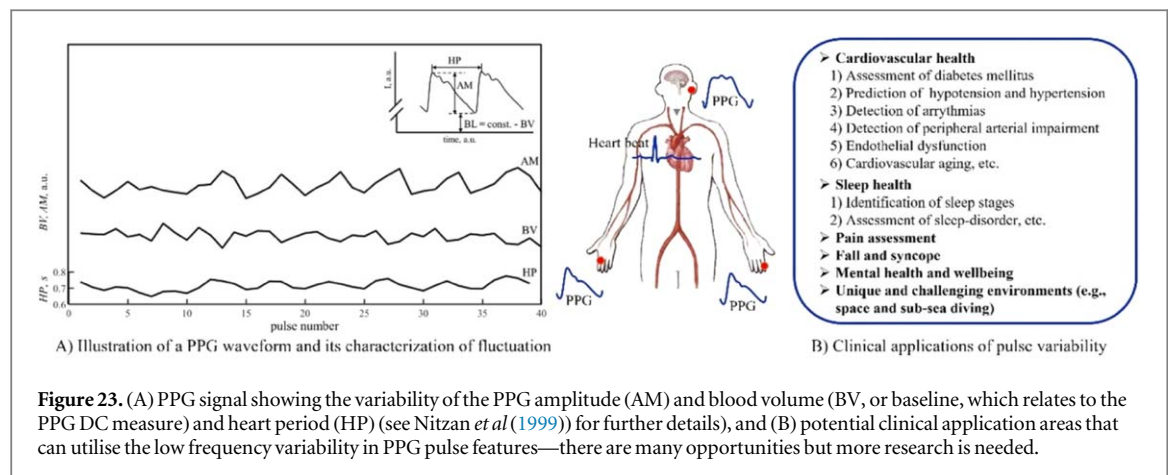 HP
AM
I, a.u.
BL = const. - BV
time, a.u.
AM
BV
HP
BV, AM, a.u.
HP, s
0.8
0.7
0.6
0 5 10 15 20 25 30 35 40
pulse number
A) Illustration of a PPG waveform and its characterization of fluctuation
PPG
Heart beat
PPG
PPG
➤ Cardiovascular health
1) Assessment of diabetes mellitus
2) Prediction of hypotension and hypertension
3) Detection of arrythmias
4) Detection of peripheral arterial impairment
5) Endothelial dysfunction
6) Cardiovascular aging, etc.
➤ Sleep health
1) Identification of sleep stages
2) Assessment of sleep-disorder, etc.
➤ Pain assessment
➤ Fall and syncope
➤ Mental health and wellbeing
➤ Unique and challenging environments (e.g.,
space and sub-sea diving)
B) Clinical applications of pulse variability
Figure 23. (A) PPG signal showing the variability of the PPG amplitude (AM) and blood volume (BV, or baseline, which relates to the
PPG DC measure) and heart period (HP) (see Nitzan et al (1999)) for further details), and (B) potential clinical application areas that
can utilise the low frequency variability in PPG pulse features—there are many opportunities but more research is needed.